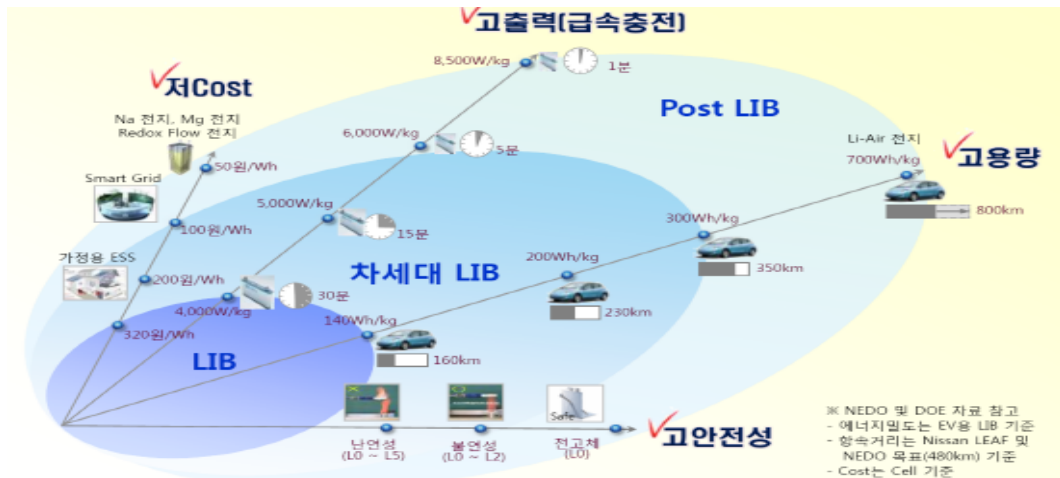 고출력(급속충전)
8,500W/kg
1분
저Cost
Na 전지, Mg 전지
Redox Flow 전지
Post LIB
6,000W/kg
5분
Li-Air 전지
700Wh/kg
고용량
50원/Wh
Smart Grid
800km
5,000W/kg
15분
300Wh/kg
100원/Wh
350km
가정용 ESS
차세대 LIB
200Wh/kg
200원/Wh
230km
4,000W/kg
30분
140Wh/kg
320원/Wh
LIB
160km
Safe
고안전성
난연성
(L0 ~ L5)
불연성
(L0 ~ L2)
전고체
(L0)
※ NEDO 및 DOE 자료 참고
- 에너지밀도는 EV용 LIB 기준
- 항속거리는 Nissan LEAF 및
NEDO 목표(480km) 기준
- Cost는 Cell 기준